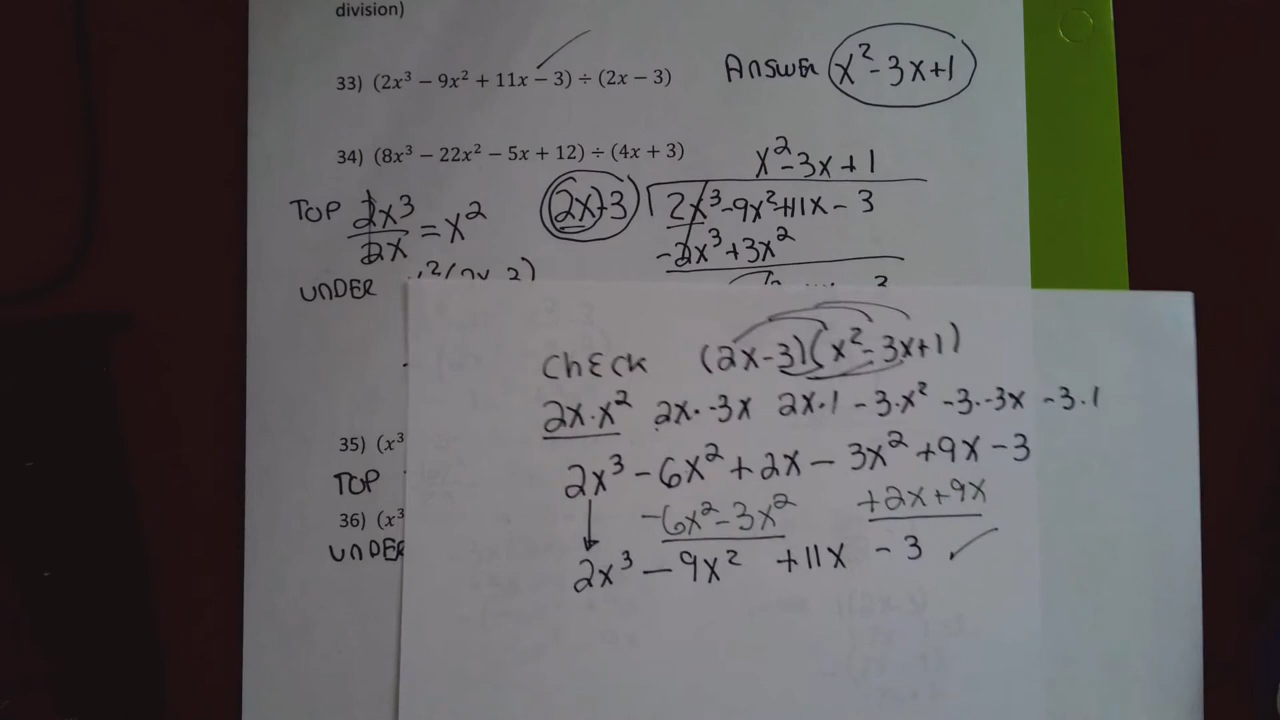 division)
33) (2x³ − 9x² + 11x − 3) ÷ (2x − 3)
Answer x² - 3x + 1
34) (8x³ − 22x² − 5x + 12) ÷ (4x + 3)
x² - 3x + 1
TOP 2x³/2x = x²
2x-3 2x³ - 9x² + 11x - 3
-2x³ + 3x²
UNDER
Check (2x-3)(x² - 3x + 1)
2x·x² 2x·-3x 2x·1 -3·x² -3·-3x -3·1
2x³ - 6x² + 2x - 3x² + 9x - 3
-6x² - 3x² +2x + 9x
2x³ - 9x² + 11x - 3 ✓
35) (x³
TOP
36) (x³
UNDER